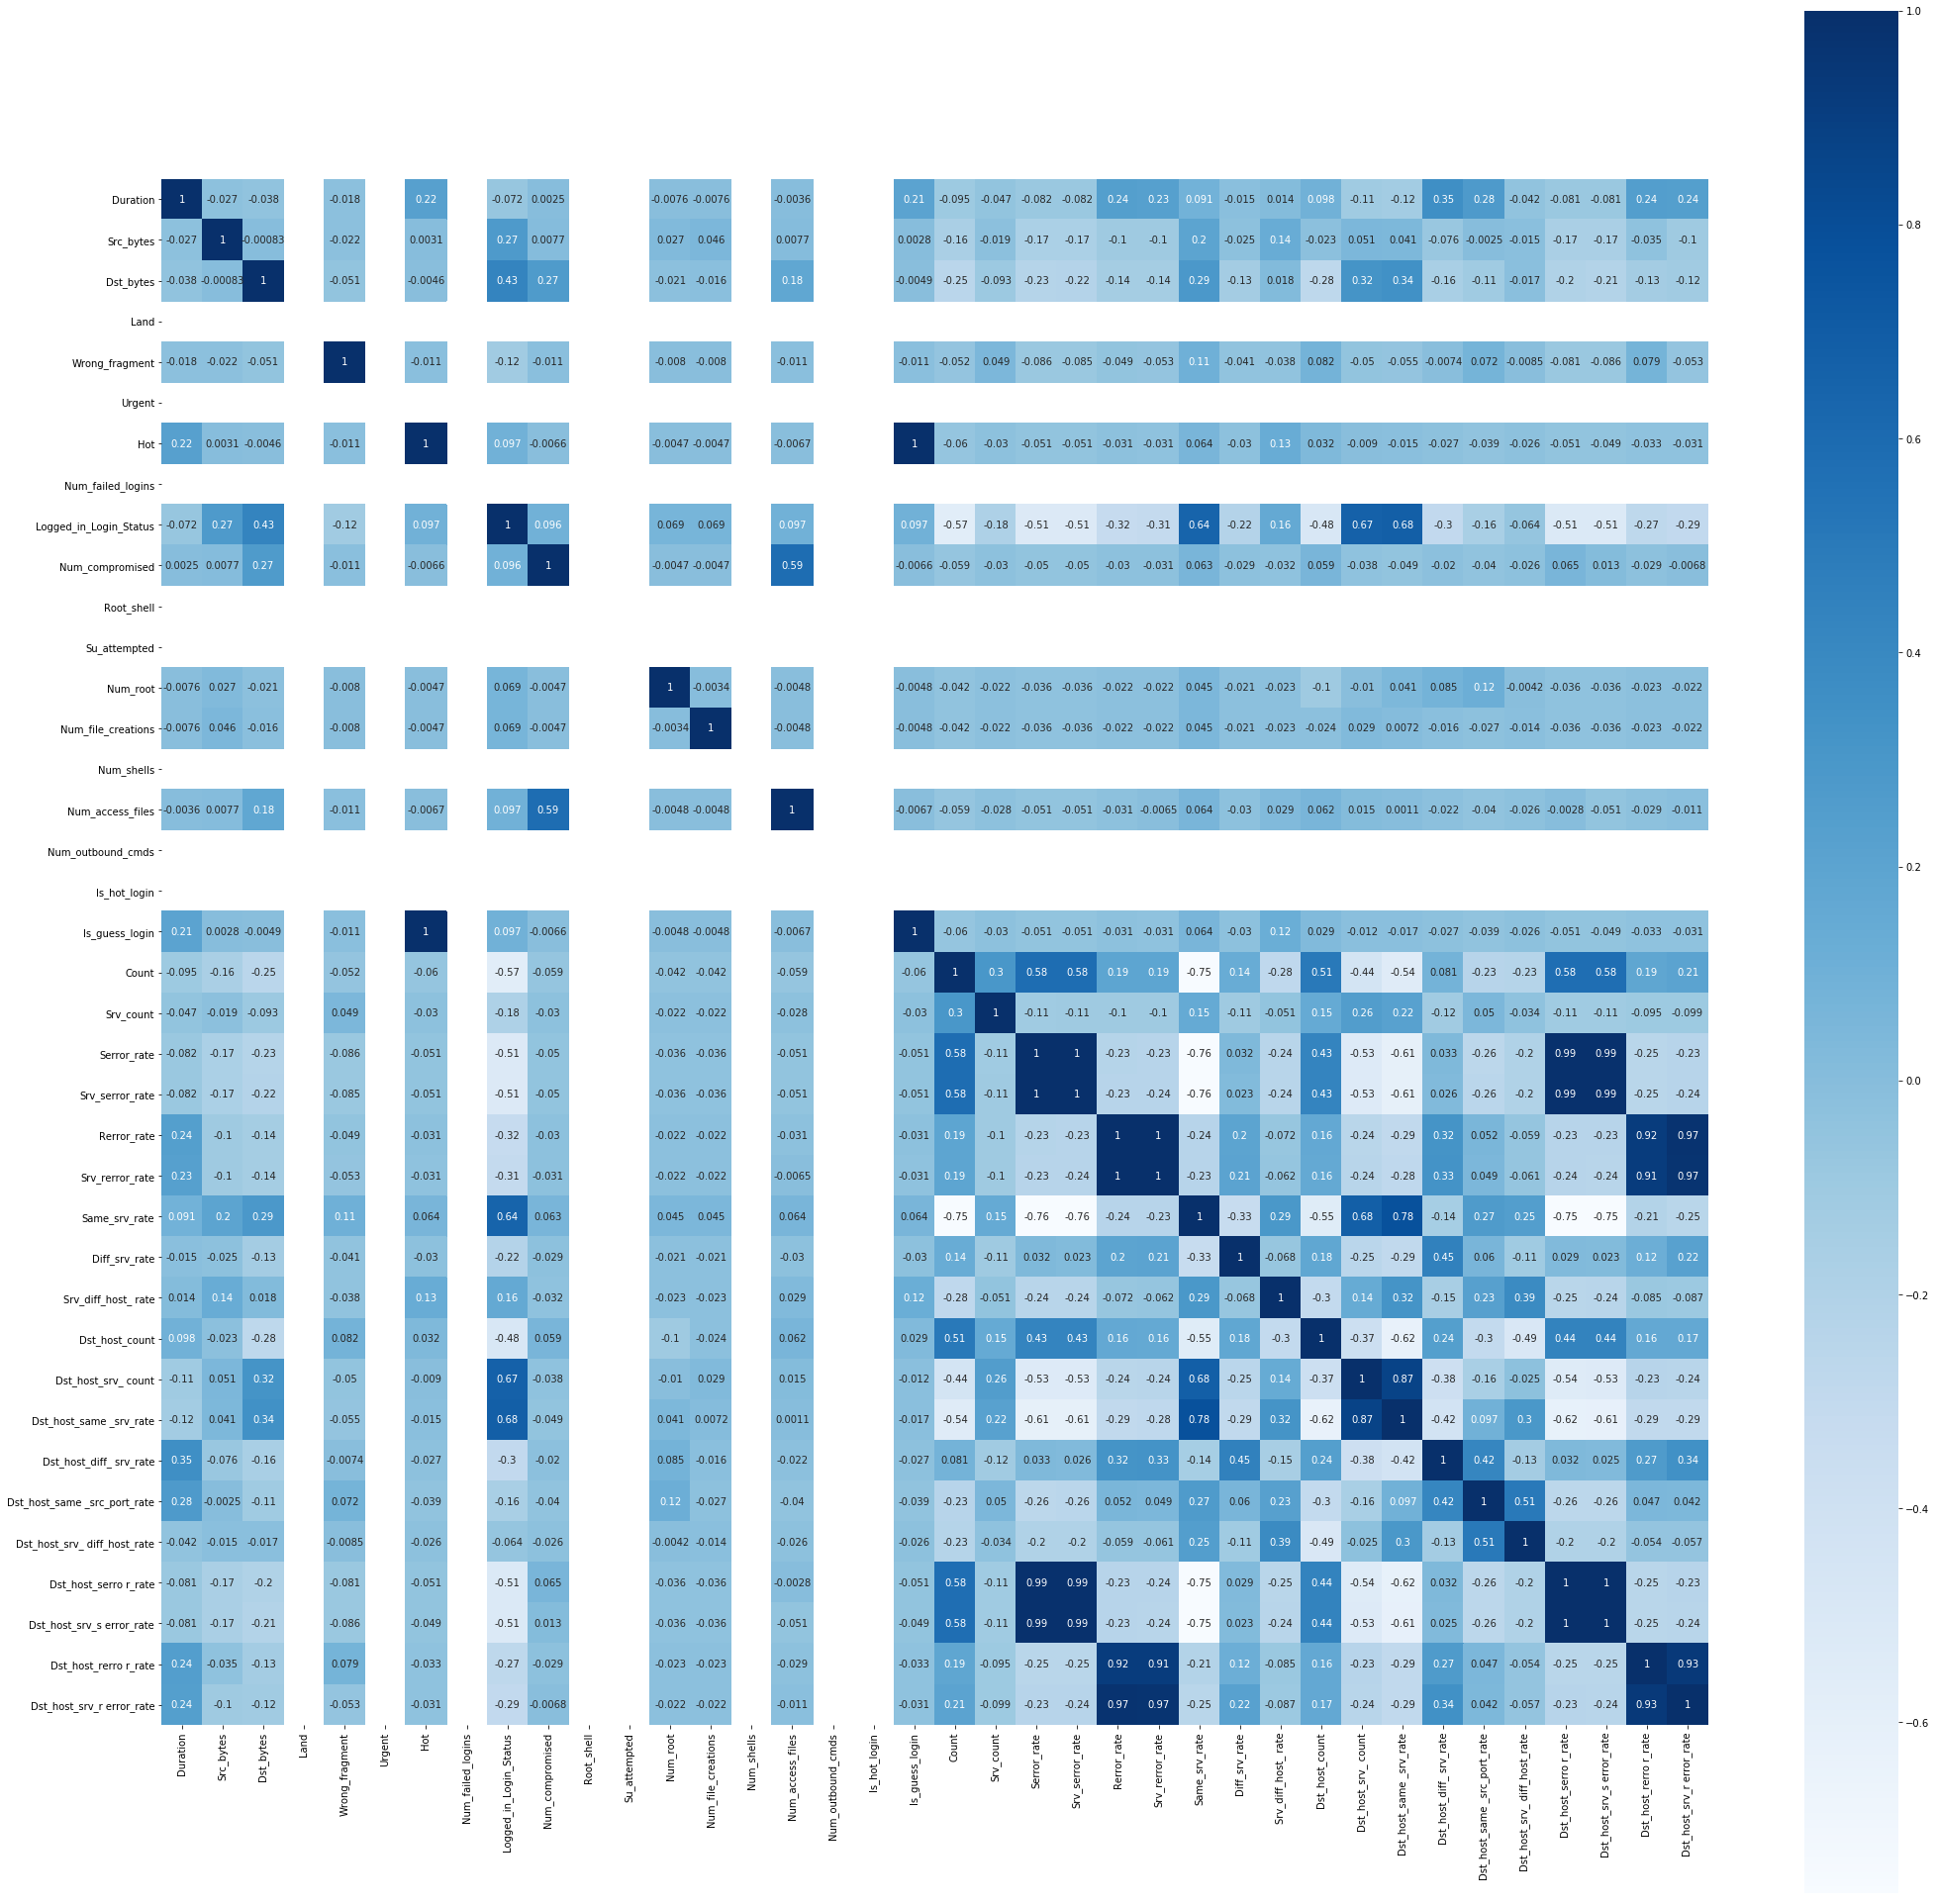 1.0
Duration 1 -0.027 -0.038 -0.018 0.22 -0.072 0.0025 -0.0076 -0.0076 -0.0036 0.21 -0.095 -0.047 -0.082 -0.082 0.24 0.23 0.091 -0.015 0.014 0.098 -0.11 -0.12 0.35 0.28 -0.042 -0.081 -0.081 0.24 0.24
0.8
Src_bytes -0.027 1 -0.00083 -0.022 0.0031 0.27 0.0077 0.027 0.046 0.0077 0.0028 -0.16 -0.019 -0.17 -0.17 -0.1 -0.1 0.2 -0.025 0.14 -0.023 0.051 0.041 -0.076 -0.0025 -0.015 -0.17 -0.17 -0.035 -0.1
Dst_bytes -0.038 -0.00083 1 -0.051 -0.0046 0.43 0.27 -0.021 -0.016 0.18 -0.0049 -0.25 -0.093 -0.23 -0.22 -0.14 -0.14 0.29 -0.13 0.018 -0.28 0.32 0.34 -0.16 -0.11 -0.017 -0.2 -0.21 -0.13 -0.12
Land
Wrong_fragment -0.018 -0.022 -0.051 1 -0.011 -0.12 -0.011 -0.008 -0.008 -0.011 -0.011 -0.052 0.049 -0.086 -0.085 -0.049 -0.053 0.11 -0.041 -0.038 0.082 -0.05 -0.055 -0.0074 0.072 -0.0085 -0.081 -0.086 0.079 -0.053
Urgent
0.6
Hot 0.22 0.0031 -0.0046 -0.011 1 0.097 -0.0066 -0.0047 -0.0047 -0.0067 1 -0.06 -0.03 -0.051 -0.051 -0.031 -0.031 0.064 -0.03 0.13 0.032 -0.009 -0.015 -0.027 -0.039 -0.026 -0.051 -0.049 -0.033 -0.031
Num_failed_logins
Logged_in_Login_Status -0.072 0.27 0.43 -0.12 0.097 1 0.096 0.069 0.069 0.097 0.097 -0.57 -0.18 -0.51 -0.51 -0.32 -0.31 0.64 -0.22 0.16 -0.48 0.67 0.68 -0.3 -0.16 -0.064 -0.51 -0.51 -0.27 -0.29
Num_compromised 0.0025 0.0077 0.27 -0.011 -0.0066 0.096 1 -0.0047 -0.0047 0.59 -0.0066 -0.059 -0.03 -0.05 -0.05 -0.03 -0.031 0.063 -0.029 -0.032 0.059 -0.038 -0.049 -0.02 -0.04 -0.026 0.065 0.013 -0.029 -0.0068
Root_shell
Su_attempted
0.4
Num_root -0.0076 0.027 -0.021 -0.008 -0.0047 0.069 -0.0047 1 -0.0034 -0.0048 -0.0048 -0.042 -0.022 -0.036 -0.036 -0.022 -0.022 0.045 -0.021 -0.023 -0.1 -0.01 0.041 0.085 0.12 -0.0042 -0.036 -0.036 -0.023 -0.022
Num_file_creations -0.0076 0.046 -0.016 -0.008 -0.0047 0.069 -0.0047 -0.0034 1 -0.0048 -0.0048 -0.042 -0.022 -0.036 -0.036 -0.022 -0.022 0.045 -0.021 -0.023 -0.024 0.029 0.0072 -0.016 -0.027 -0.014 -0.036 -0.036 -0.023 -0.022
Num_shells
Num_access_files -0.0036 0.0077 0.18 -0.011 -0.0067 0.097 0.59 -0.0048 -0.0048 1 -0.0067 -0.059 -0.028 -0.051 -0.051 -0.031 -0.0065 0.064 -0.03 0.029 0.062 0.015 0.0011 -0.022 -0.04 -0.026 -0.0028 -0.051 -0.029 -0.011
Num_outbound_cmds
0.2
Is_hot_login
Is_guess_login 0.21 0.0028 -0.0049 -0.011 1 0.097 -0.0066 -0.0048 -0.0048 -0.0067 1 -0.06 -0.03 -0.051 -0.051 -0.031 -0.031 0.064 -0.03 0.12 0.029 -0.012 -0.017 -0.027 -0.039 -0.026 -0.051 -0.049 -0.033 -0.031
Count -0.095 -0.16 -0.25 -0.052 -0.06 -0.57 -0.059 -0.042 -0.042 -0.059 -0.06 1 0.3 0.58 0.58 0.19 0.19 -0.75 0.14 -0.28 0.51 -0.44 -0.54 0.081 -0.23 -0.23 0.58 0.58 0.19 0.21
Srv_count -0.047 -0.019 -0.093 0.049 -0.03 -0.18 -0.03 -0.022 -0.022 -0.028 -0.03 0.3 1 -0.11 -0.11 -0.1 -0.1 0.15 -0.11 -0.051 0.15 0.26 0.22 -0.12 0.05 -0.034 -0.11 -0.11 -0.095 -0.099
Serror_rate -0.082 -0.17 -0.23 -0.086 -0.051 -0.51 -0.05 -0.036 -0.036 -0.051 -0.051 0.58 -0.11 1 1 -0.23 -0.23 -0.76 0.032 -0.24 0.43 -0.53 -0.61 0.033 -0.26 -0.2 0.99 0.99 -0.25 -0.23
0.0
Srv_serror_rate -0.082 -0.17 -0.22 -0.085 -0.051 -0.51 -0.05 -0.036 -0.036 -0.051 -0.051 0.58 -0.11 1 1 -0.23 -0.24 -0.76 0.023 -0.24 0.43 -0.53 -0.61 0.026 -0.26 -0.2 0.99 0.99 -0.25 -0.24
Rerror_rate 0.24 -0.1 -0.14 -0.049 -0.031 -0.32 -0.03 -0.022 -0.022 -0.031 -0.031 0.19 -0.1 -0.23 -0.23 1 1 -0.24 0.2 -0.072 0.16 -0.24 -0.29 0.32 0.052 -0.059 -0.23 -0.23 0.92 0.97
Srv_rerror_rate 0.23 -0.1 -0.14 -0.053 -0.031 -0.31 -0.031 -0.022 -0.022 -0.0065 -0.031 0.19 -0.1 -0.23 -0.24 1 1 -0.23 0.21 -0.062 0.16 -0.24 -0.28 0.33 0.049 -0.061 -0.24 -0.24 0.91 0.97
Same_srv_rate 0.091 0.2 0.29 0.11 0.064 0.64 0.063 0.045 0.045 0.064 0.064 -0.75 0.15 -0.76 -0.76 -0.24 -0.23 1 -0.33 0.29 -0.55 0.68 0.78 -0.14 0.27 0.25 -0.75 -0.75 -0.21 -0.25
Diff_srv_rate -0.015 -0.025 -0.13 -0.041 -0.03 -0.22 -0.029 -0.021 -0.021 -0.03 -0.03 0.14 -0.11 0.032 0.023 0.2 0.21 -0.33 1 -0.068 0.18 -0.25 -0.29 0.45 0.06 -0.11 0.029 0.023 0.12 0.22
-0.2
Srv_diff_host_ rate 0.014 0.14 0.018 -0.038 0.13 0.16 -0.032 -0.023 -0.023 0.029 0.12 -0.28 -0.051 -0.24 -0.24 -0.072 -0.062 0.29 -0.068 1 -0.3 0.14 0.32 -0.15 0.23 0.39 -0.25 -0.24 -0.085 -0.087
Dst_host_count 0.098 -0.023 -0.28 0.082 0.032 -0.48 0.059 -0.1 -0.024 0.062 0.029 0.51 0.15 0.43 0.43 0.16 0.16 -0.55 0.18 -0.3 1 -0.37 -0.62 0.24 -0.3 -0.49 0.44 0.44 0.16 0.17
Dst_host_srv_ count -0.11 0.051 0.32 -0.05 -0.009 0.67 -0.038 -0.01 0.029 0.015 -0.012 -0.44 0.26 -0.53 -0.53 -0.24 -0.24 0.68 -0.25 0.14 -0.37 1 0.87 -0.38 -0.16 -0.025 -0.54 -0.53 -0.23 -0.24
Dst_host_same _srv_rate -0.12 0.041 0.34 -0.055 -0.015 0.68 -0.049 0.041 0.0072 0.0011 -0.017 -0.54 0.22 -0.61 -0.61 -0.29 -0.28 0.78 -0.29 0.32 -0.62 0.87 1 -0.42 0.097 0.3 -0.62 -0.61 -0.29 -0.29
Dst_host_diff_ srv_rate 0.35 -0.076 -0.16 -0.0074 -0.027 -0.3 -0.02 0.085 -0.016 -0.022 -0.027 0.081 -0.12 0.033 0.026 0.32 0.33 -0.14 0.45 -0.15 0.24 -0.38 -0.42 1 0.42 -0.13 0.032 0.025 0.27 0.34
Dst_host_same _src_port_rate 0.28 -0.0025 -0.11 0.072 -0.039 -0.16 -0.04 0.12 -0.027 -0.04 -0.039 -0.23 0.05 -0.26 -0.26 0.052 0.049 0.27 0.06 0.23 -0.3 -0.16 0.097 0.42 1 0.51 -0.26 -0.26 0.047 0.042
-0.4
Dst_host_srv_ diff_host_rate -0.042 -0.015 -0.017 -0.0085 -0.026 -0.064 -0.026 -0.0042 -0.014 -0.026 -0.026 -0.23 -0.034 -0.2 -0.2 -0.059 -0.061 0.25 -0.11 0.39 -0.49 -0.025 0.3 -0.13 0.51 1 -0.2 -0.2 -0.054 -0.057
Dst_host_serro r_rate -0.081 -0.17 -0.2 -0.081 -0.051 -0.51 0.065 -0.036 -0.036 -0.0028 -0.051 0.58 -0.11 0.99 0.99 -0.23 -0.24 -0.75 0.029 -0.25 0.44 -0.54 -0.62 0.032 -0.26 -0.2 1 1 -0.25 -0.23
Dst_host_srv_s error_rate -0.081 -0.17 -0.21 -0.086 -0.049 -0.51 0.013 -0.036 -0.036 -0.051 -0.049 0.58 -0.11 0.99 0.99 -0.23 -0.24 -0.75 0.023 -0.24 0.44 -0.53 -0.61 0.025 -0.26 -0.2 1 1 -0.25 -0.24
Dst_host_rerro r_rate 0.24 -0.035 -0.13 0.079 -0.033 -0.27 -0.029 -0.023 -0.023 -0.029 -0.033 0.19 -0.095 -0.25 -0.25 0.92 0.91 -0.21 0.12 -0.085 0.16 -0.23 -0.29 0.27 0.047 -0.054 -0.25 -0.25 1 0.93
Dst_host_srv_r error_rate 0.24 -0.1 -0.12 -0.053 -0.031 -0.29 -0.0068 -0.022 -0.022 -0.011 -0.031 0.21 -0.099 -0.23 -0.24 0.97 0.97 -0.25 0.22 -0.087 0.17 -0.24 -0.29 0.34 0.042 -0.057 -0.23 -0.24 0.93 1
-0.6
Duration
Src_bytes
Dst_bytes
Land
Wrong_fragment
Urgent
Hot
Num_failed_logins
Logged_in_Login_Status
Num_compromised
Root_shell
Su_attempted
Num_root
Num_file_creations
Num_shells
Num_access_files
Num_outbound_cmds
Is_hot_login
Is_guess_login
Count
Srv_count
Serror_rate
Srv_serror_rate
Rerror_rate
Srv_rerror_rate
Same_srv_rate
Diff_srv_rate
Srv_diff_host_ rate
Dst_host_count
Dst_host_srv_ count
Dst_host_same _srv_rate
Dst_host_diff_ srv_rate
Dst_host_same _src_port_rate
Dst_host_srv_ diff_host_rate
Dst_host_serro r_rate
Dst_host_srv_s error_rate
Dst_host_rerro r_rate
Dst_host_srv_r error_rate